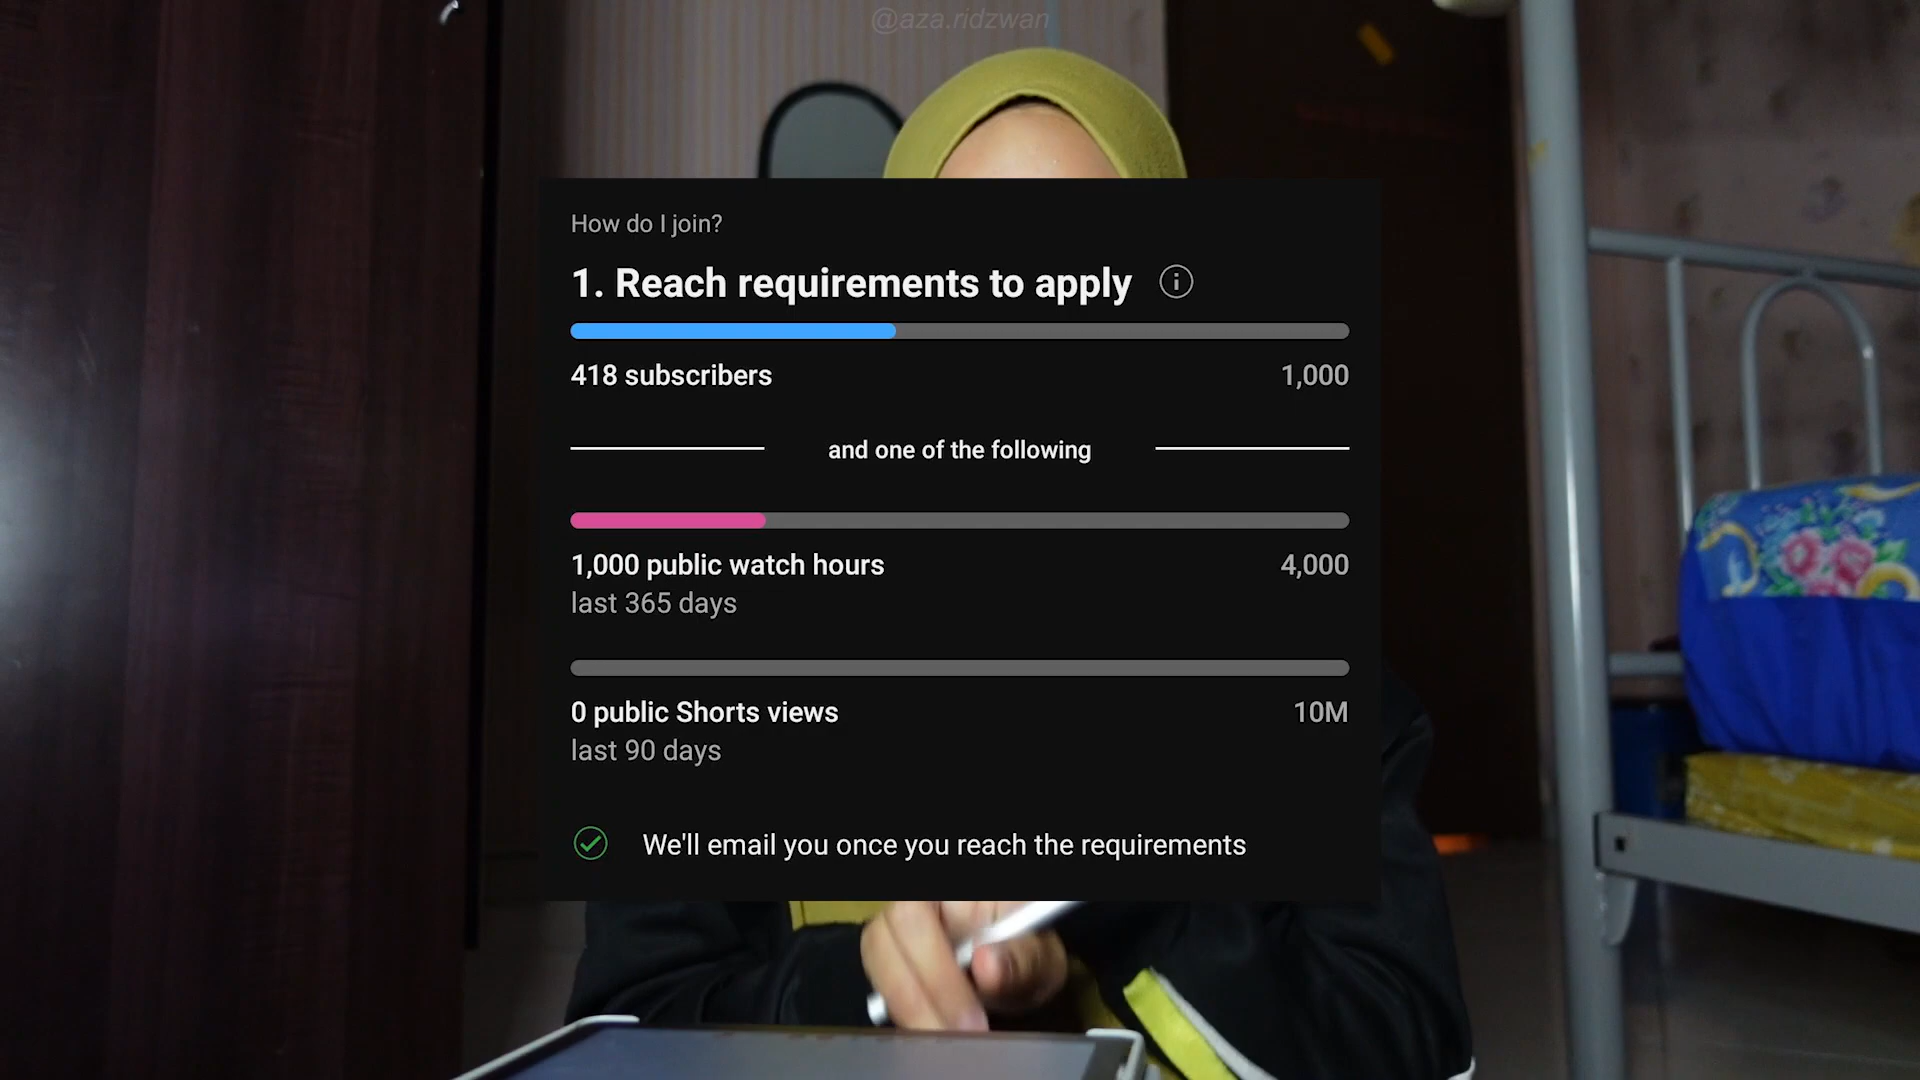 @aza.ridzwan
How do I join?
1. Reach requirements to apply
418 subscribers 1,000
and one of the following
1,000 public watch hours 4,000
last 365 days
0 public Shorts views 10M
last 90 days
We'll email you once you reach the requirements